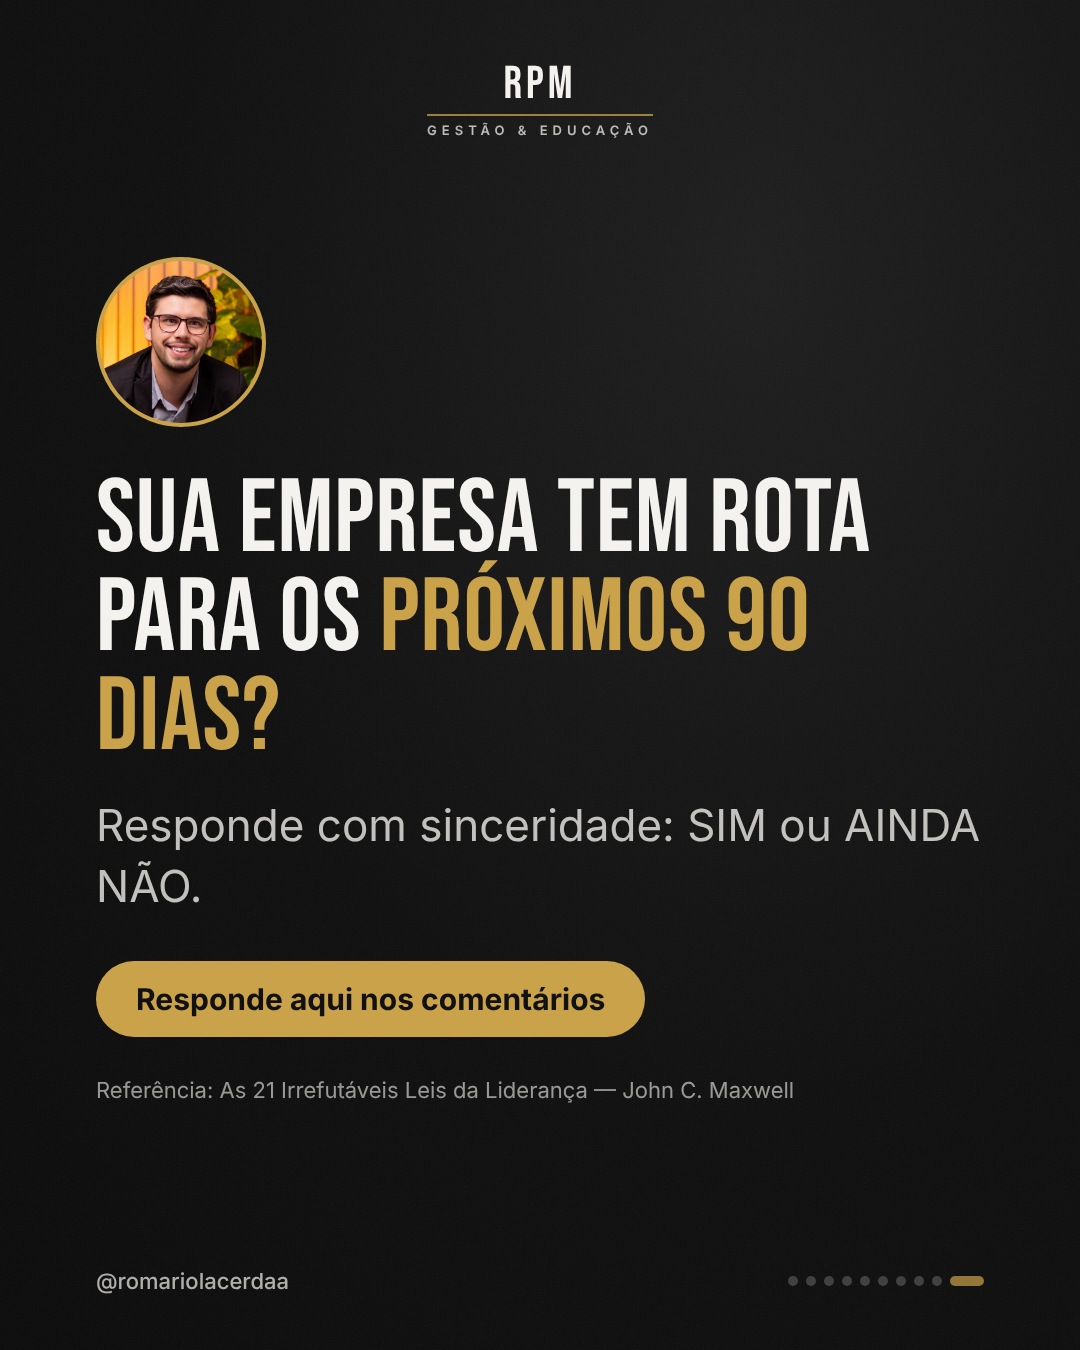 RPM
GESTÃO & EDUCAÇÃO
SUA EMPRESA TEM ROTA
PARA OS PRÓXIMOS 90
DIAS?
Responde com sinceridade: SIM ou AINDA
NÃO.
Responde aqui nos comentários
Referência: As 21 Irrefutáveis Leis da Liderança — John C. Maxwell
@romariolacerdaa